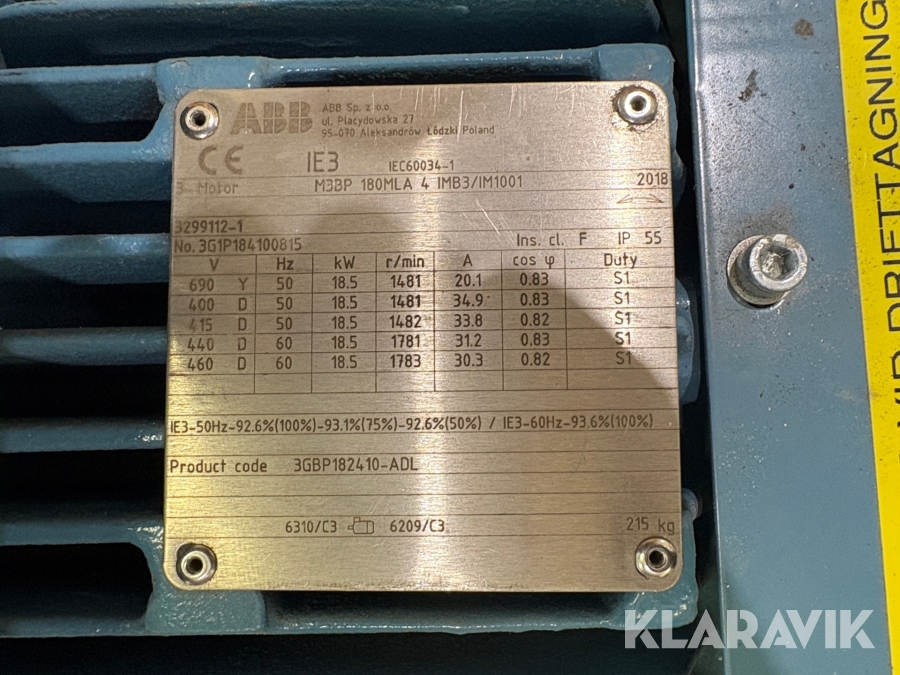 ABB
ABB Sp. z o.o.
ul. Placydowska 27
95-070 Aleksandrów Łódzki Poland
CE IE3 IEC60034-1
3~ Motor M3BP 180MLA 4 IMB3/IM1001 2018
3299112-1
No. 3G1P184100815 Ins. cl. F IP 55
V Hz kW r/min A cos φ Duty
690 Y 50 18.5 1481 20.1 0.83 S1
400 D 50 18.5 1481 34.9 0.83 S1
415 D 50 18.5 1482 33.8 0.82 S1
440 D 60 18.5 1781 31.2 0.83 S1
460 D 60 18.5 1783 30.3 0.82 S1
IE3-50Hz-92.6%(100%)-93.1%(75%)-92.6%(50%) / IE3-60Hz-93.6%(100%)
Product code 3GBP182410-ADL
6310/C3 6209/C3 215 kg
VID DRIFTTAGNING
KLARAVIK